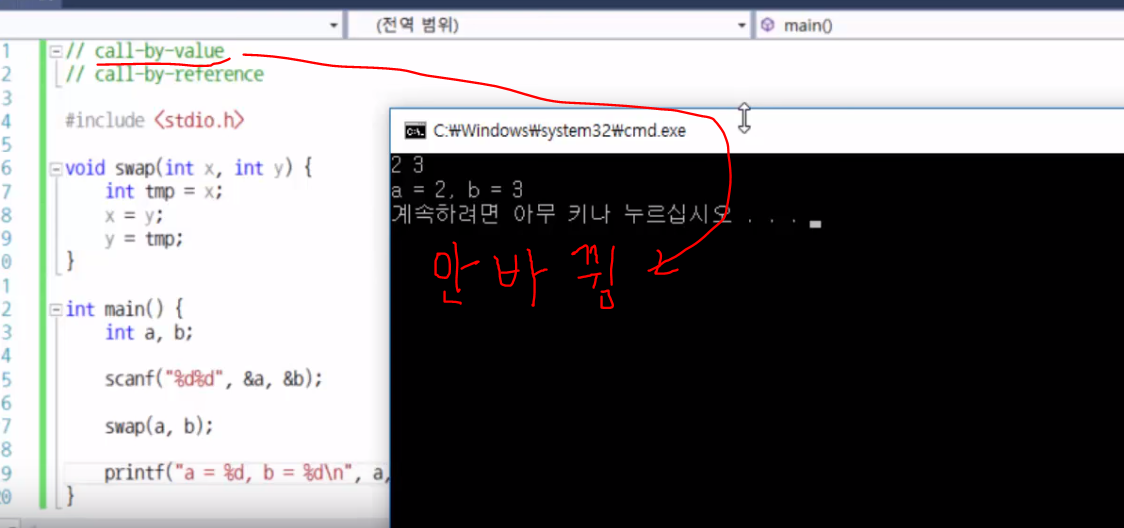 (전역 범위)
main()
1 // call-by-value
2 // call-by-reference
3
4 #include <stdio.h>
5
6 void swap(int x, int y) {
7 int tmp = x;
8 x = y;
9 y = tmp;
0 }
1
2 int main() {
3 int a, b;
4
5 scanf("%d%d", &a, &b);
6
7 swap(a, b);
8
9 printf("a = %d, b = %d\n", a,
20 }
C:\Windows\system32\cmd.exe
2 3
a = 2, b = 3
계속하려면 아무 키나 누르십시오 . . .
안바뀜